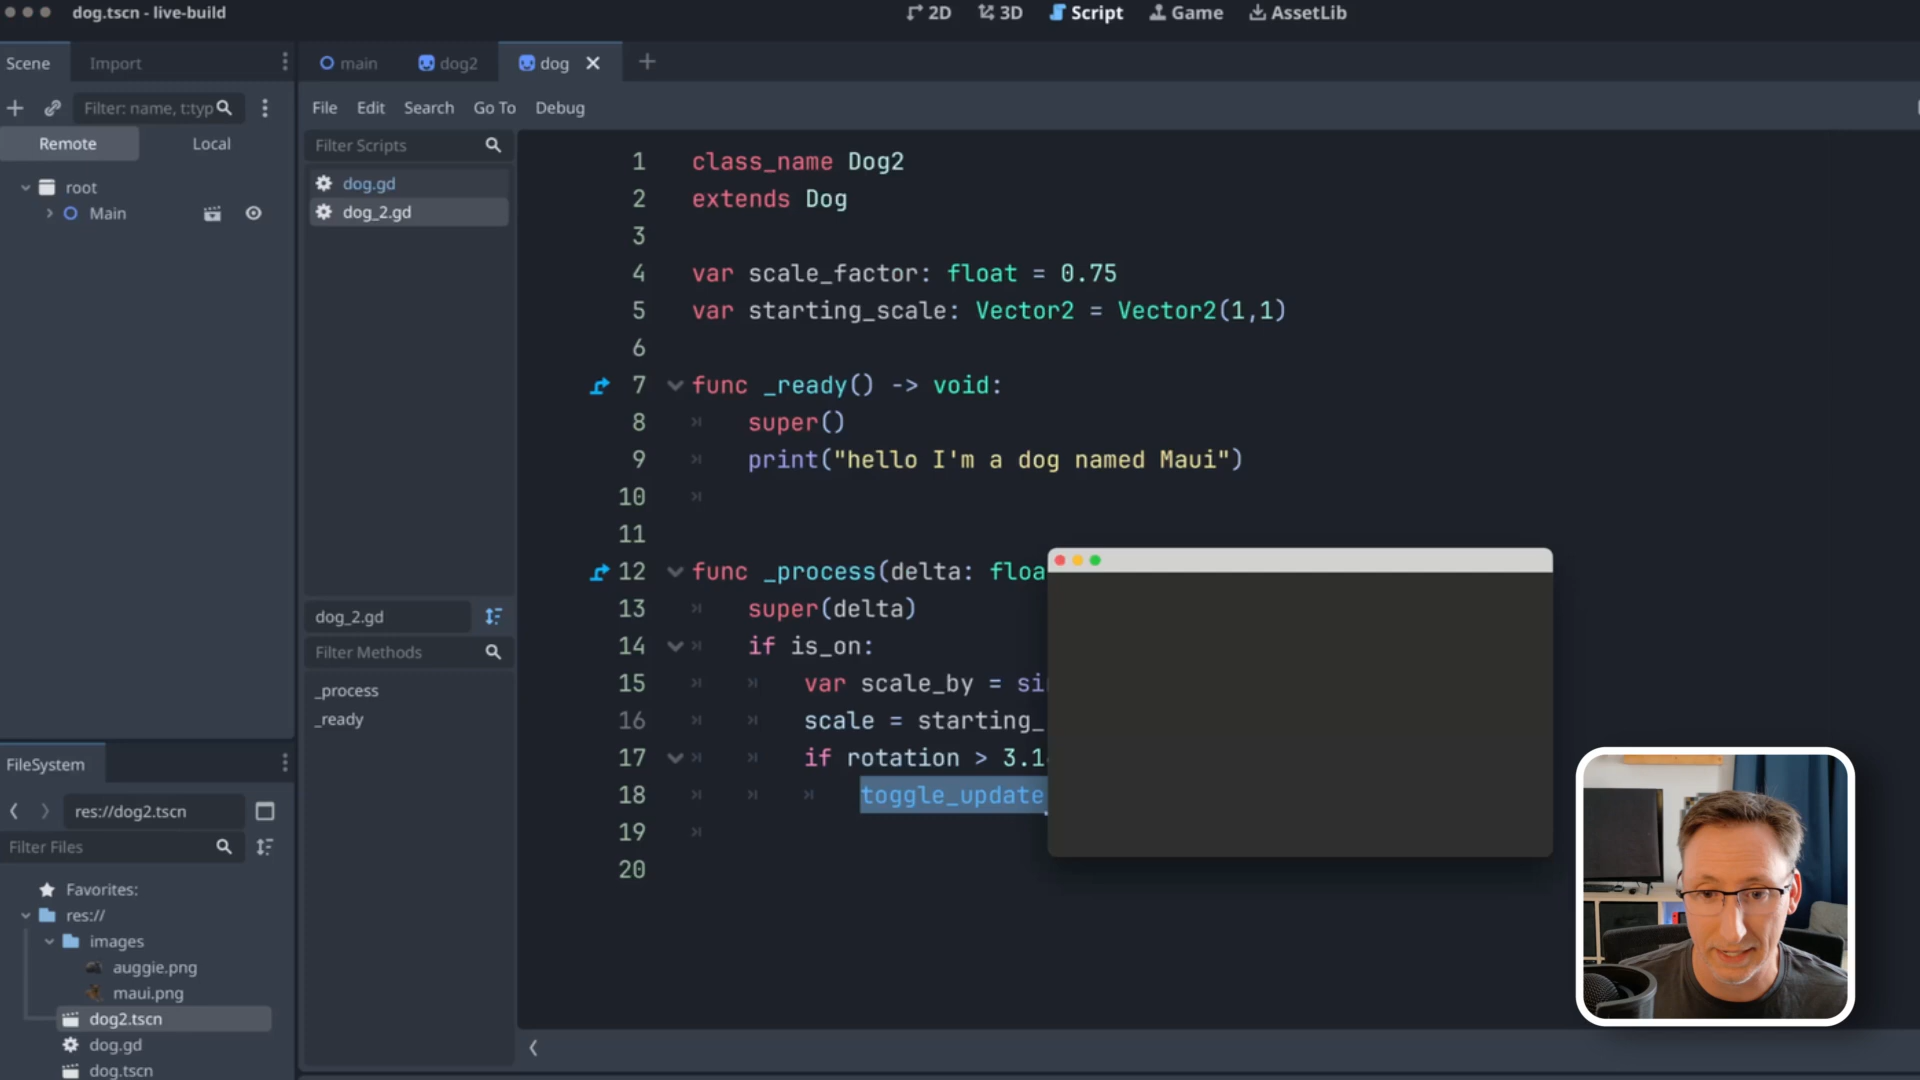 dog.tscn - live-build
2D 3D Script Game AssetLib
Scene Import
main dog2 dog
Filter: name, t:typ
File Edit Search Go To Debug
Remote Local
root
Main
Filter Scripts
dog.gd
dog_2.gd
dog_2.gd
Filter Methods
_process
_ready
1 class_name Dog2
2 extends Dog
3
4 var scale_factor: float = 0.75
5 var starting_scale: Vector2 = Vector2(1,1)
6
7 func _ready() -> void:
8 super()
9 print("hello I'm a dog named Maui")
10
11
12 func _process(delta: floa
13 super(delta)
14 if is_on:
15 var scale_by = si
16 scale = starting_
17 if rotation > 3.1
18 toggle_update
19
20
FileSystem
res://dog2.tscn
Filter Files
Favorites:
res://
images
auggie.png
maui.png
dog2.tscn
dog.gd
dog.tscn